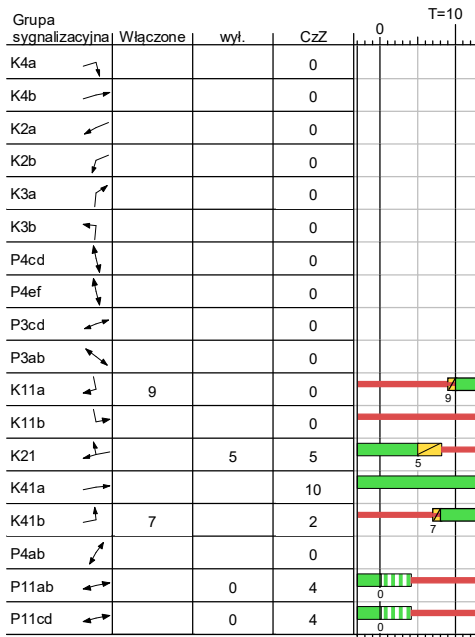 Grupa T=10
sygnalizacyjna Włączone wył. CzZ 0
K4a 0
K4b 0
K2a 0
K2b 0
K3a 0
K3b 0
P4cd 0
P4ef 0
P3cd 0
P3ab 0
K11a 9 0 9
K11b 0
K21 5 5 5
K41a 10
K41b 7 2 7
P4ab 0
P11ab 0 4 0
P11cd 0 4 0